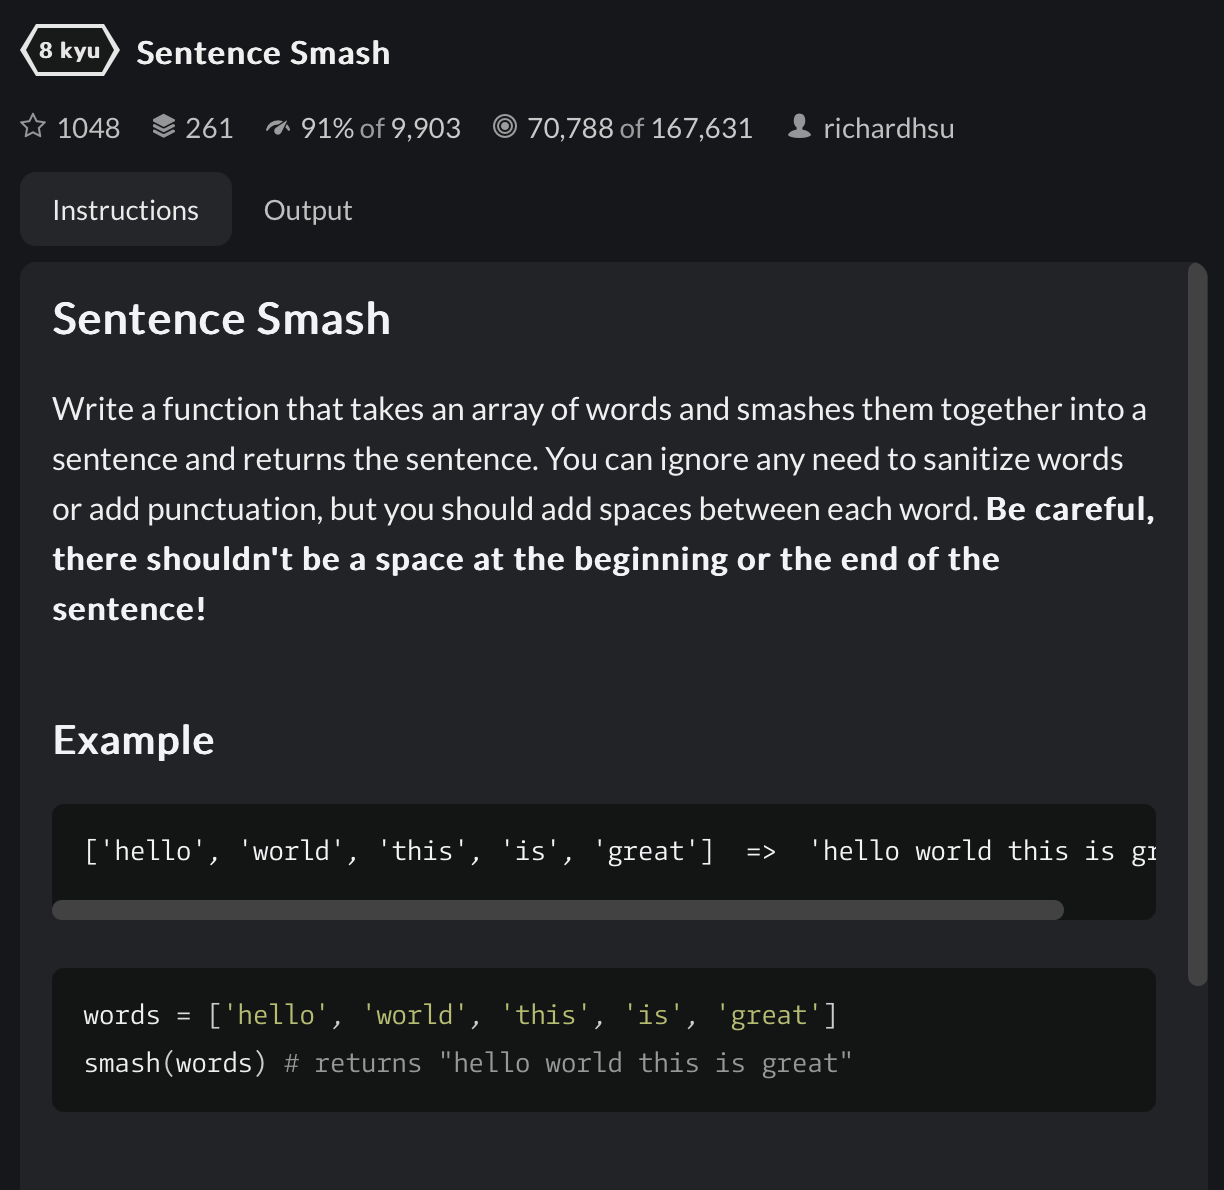 8 kyu Sentence Smash
1048 261 91% of 9,903 70,788 of 167,631 richardhsu
Instructions Output
Sentence Smash
Write a function that takes an array of words and smashes them together into a
sentence and returns the sentence. You can ignore any need to sanitize words
or add punctuation, but you should add spaces between each word. Be careful,
there shouldn't be a space at the beginning or the end of the
sentence!
Example
['hello', 'world', 'this', 'is', 'great']  =>  'hello world this is gr
words = ['hello', 'world', 'this', 'is', 'great']
smash(words) # returns "hello world this is great"